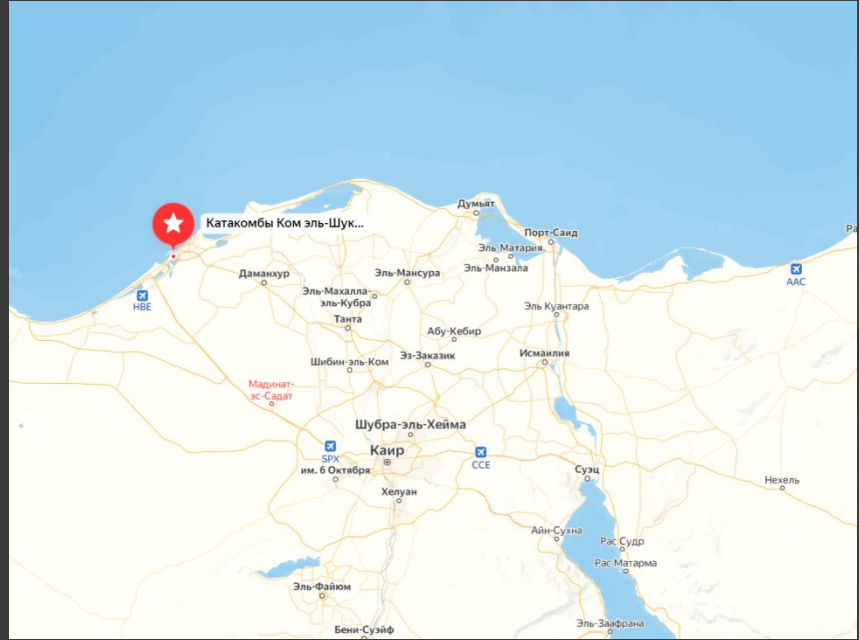 Катакомбы Ком эль-Шук...
Думьят
Порт-Саид
Эль Матария
Эль-Манзала
Ра
AAC
HBE
Даманхур
Эль-Мансура
Эль-Махалла-
эль-Кубра
Танта
Эль Куантара
Абу-Кебир
Шибин-эль-Ком
Эз-Заказик
Исмаилия
Мадинат-
эс-Садат
Шубра-эль-Хейма
Каир
SPX
CCE
им. 6 Октября
Суэц
Нехель
Хелуан
Айн-Сухна
Рас Судр
Рас Матарма
Эль-Файюм
Эль-Заафрана
Бени-Суэйф